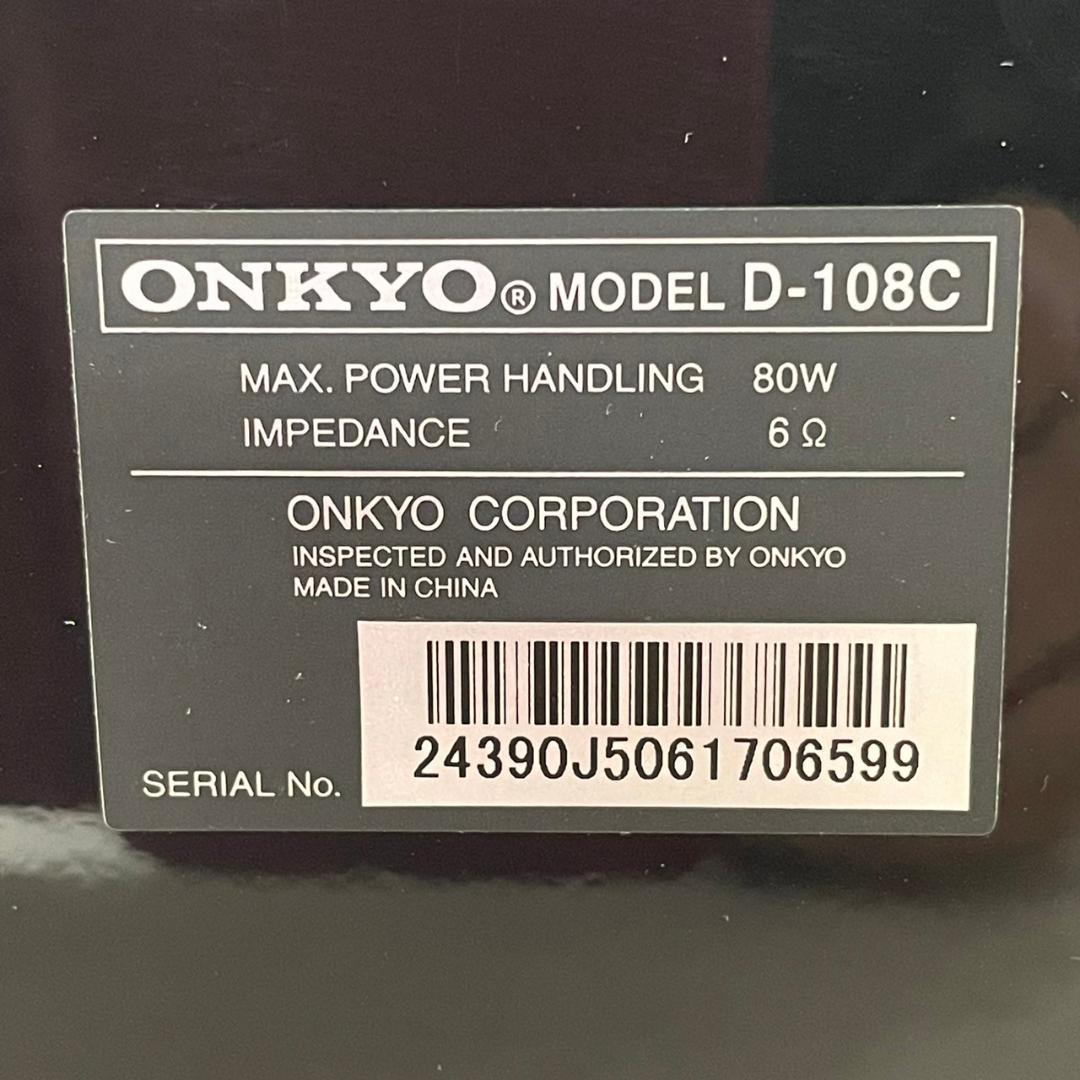 ONKYO® MODEL D-108C
MAX. POWER HANDLING 80W
IMPEDANCE 6 Ω
ONKYO CORPORATION
INSPECTED AND AUTHORIZED BY ONKYO
MADE IN CHINA
SERIAL No. 24390J5061706599